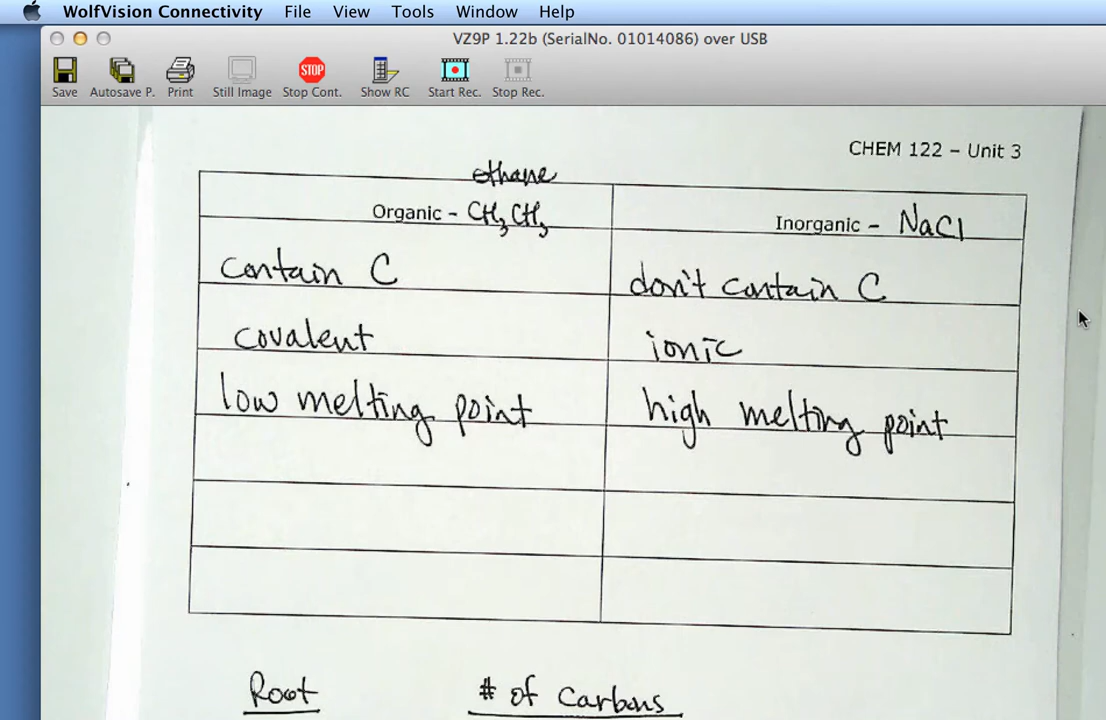 WolfVision Connectivity File View Tools Window Help
VZ9P 1.22b (SerialNo. 01014086) over USB
STOP
Save Autosave P. Print Still Image Stop Cont. Show RC Start Rec. Stop Rec.
CHEM 122 – Unit 3
ethane
Organic - CH₃CH₃ Inorganic - NaCl
contain C don't contain C
covalent ionic
low melting point high melting point
Root # of Carbons